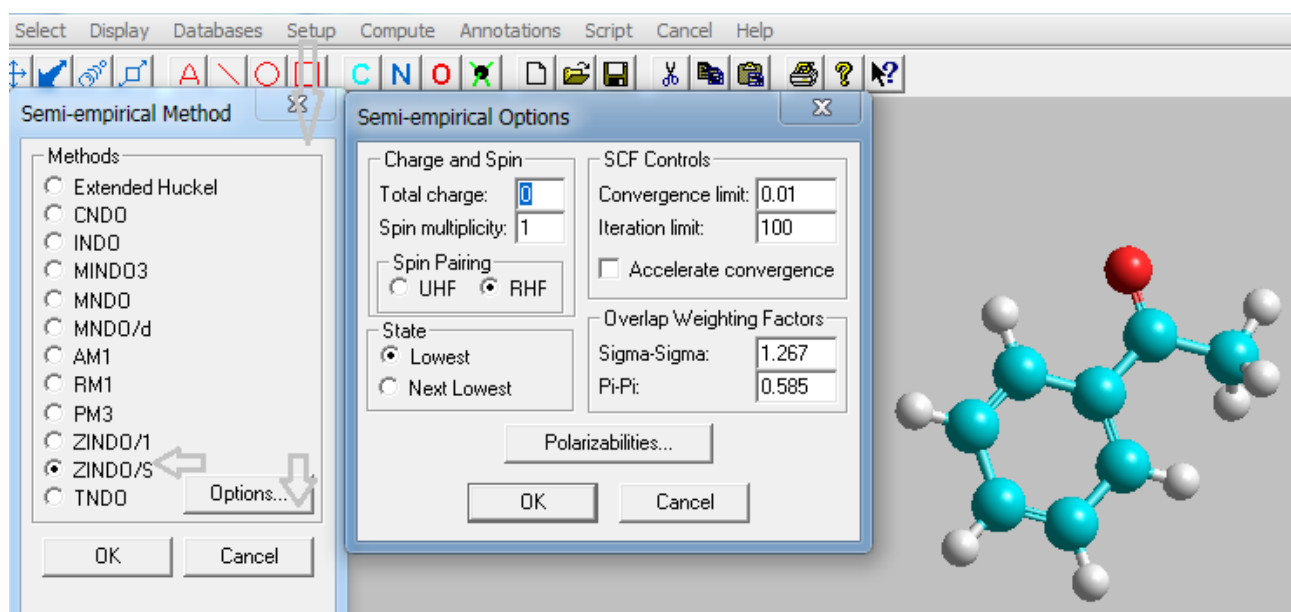 Select Display Databases Setup Compute Annotations Script Cancel Help
A C N O ? ?
Semi-empirical Method
Methods
Extended Huckel
CNDO
INDO
MINDO3
MNDO
MNDO/d
AM1
RM1
PM3
ZINDO/1
ZINDO/S
TNDO
Options...
OK Cancel
Semi-empirical Options
Charge and Spin
Total charge: 0
Spin multiplicity: 1
Spin Pairing
UHF RHF
State
Lowest
Next Lowest
SCF Controls
Convergence limit: 0.01
Iteration limit: 100
Accelerate convergence
Overlap Weighting Factors
Sigma-Sigma: 1.267
Pi-Pi: 0.585
Polarizabilities...
OK Cancel